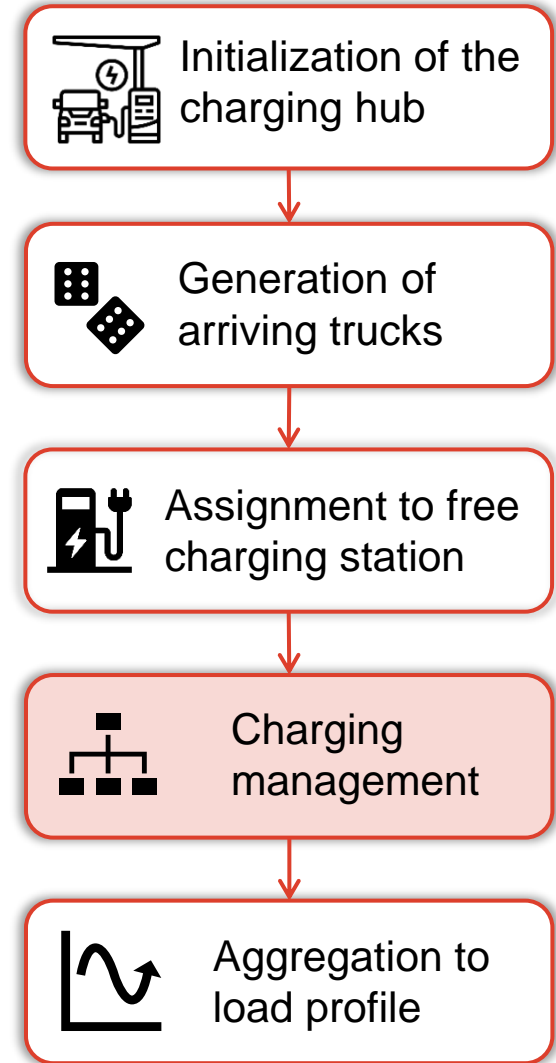 Initialization of the
charging hub
Generation of
arriving trucks
Assignment to free
charging station
Charging
management
Aggregation to
load profile